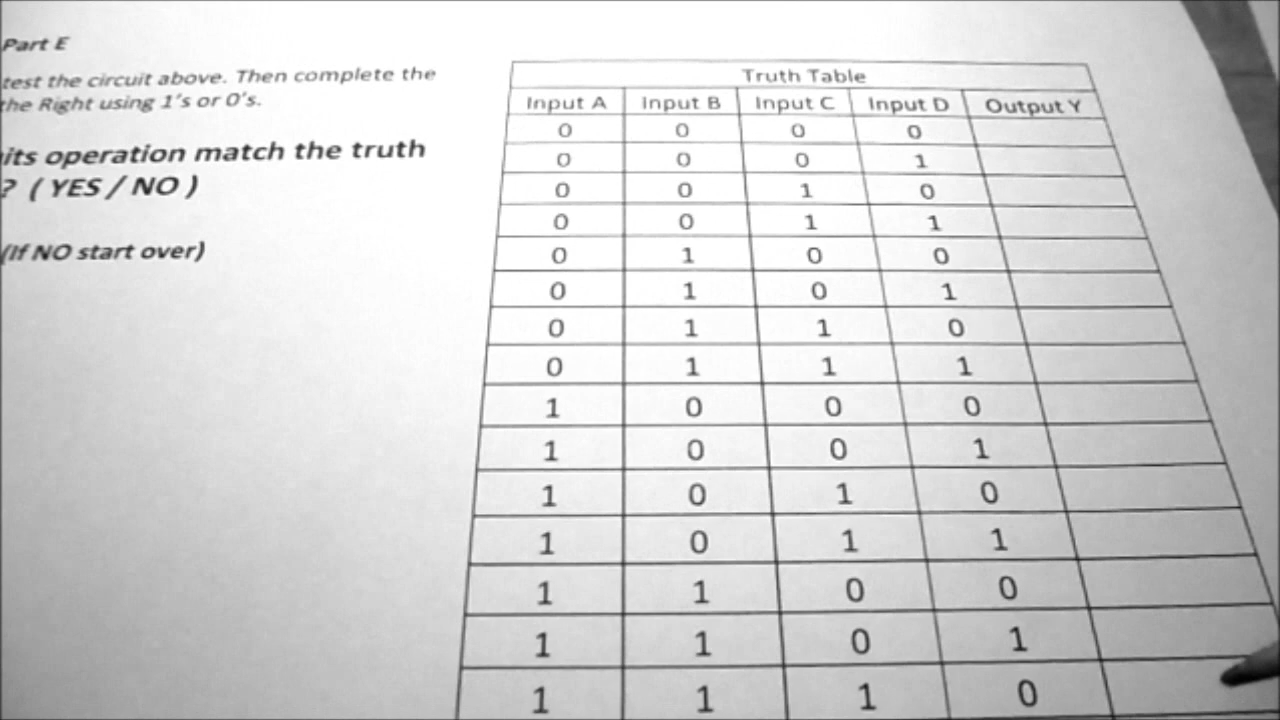 Part E
test the circuit above. Then complete the
the Right using 1's or 0's.
its operation match the truth
? ( YES / NO )
(If NO start over)
Truth Table
Input A Input B Input C Input D Output Y
0 0 0 0
0 0 0 1
0 0 1 0
0 0 1 1
0 1 0 0
0 1 0 1
0 1 1 0
0 1 1 1
1 0 0 0
1 0 0 1
1 0 1 0
1 0 1 1
1 1 0 0
1 1 0 1
1 1 1 0